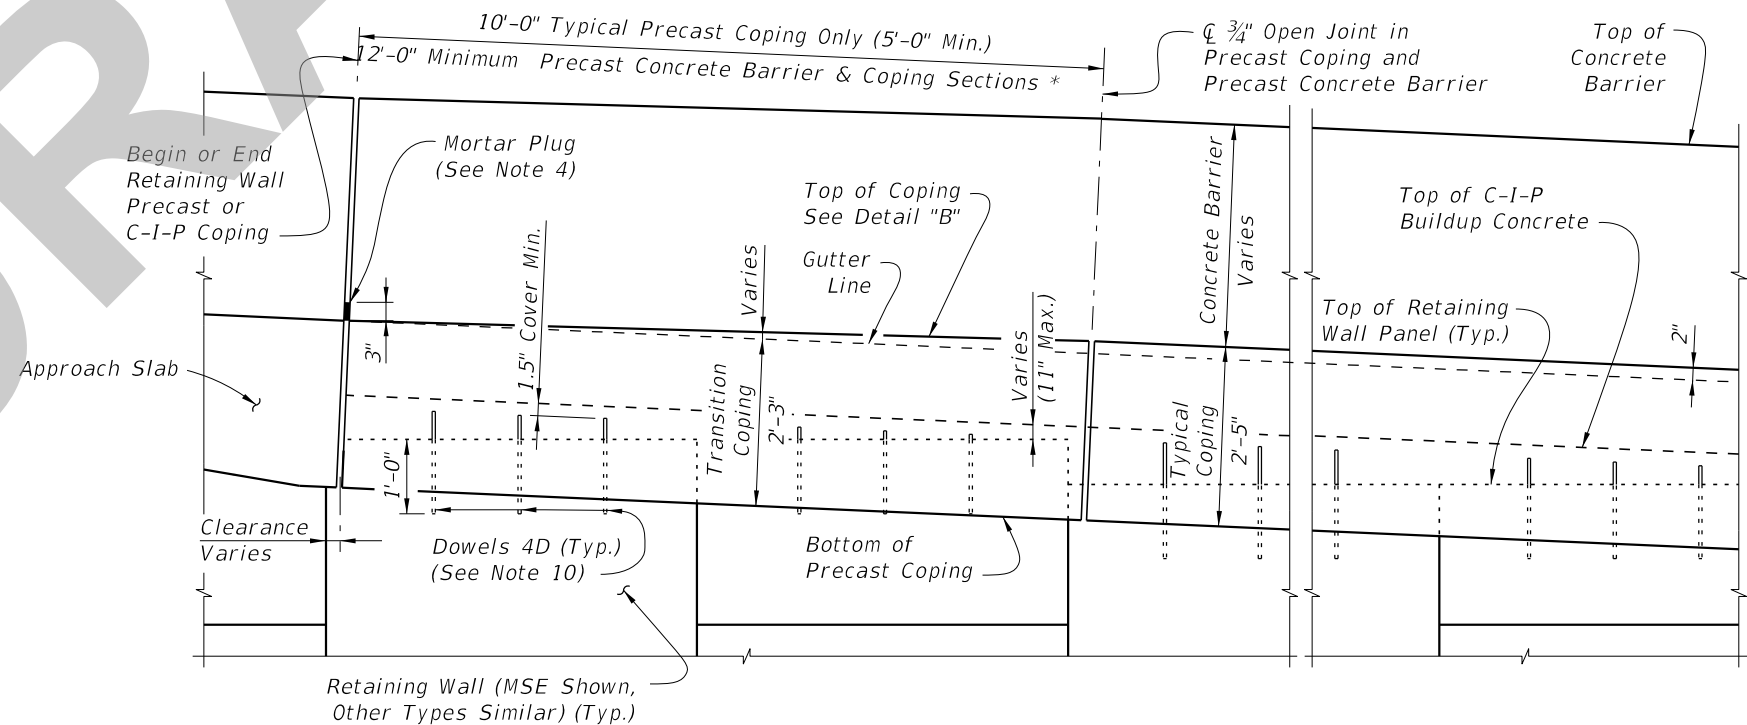 10'-0" Typical Precast Coping Only (5'-0" Min.)
12'-0" Minimum Precast Concrete Barrier & Coping Sections *
℄ ¾" Open Joint in
Precast Coping and
Precast Concrete Barrier
Top of
Concrete
Barrier
Begin or End
Retaining Wall
Precast or
C-I-P Coping
Mortar Plug
(See Note 4)
Top of Coping
See Detail "B"
Gutter
Line
Concrete Barrier
Varies
Top of C-I-P
Buildup Concrete
Top of Retaining
Wall Panel (Typ.)
2"
Approach Slab
3"
1.5" Cover Min.
Varies
Varies
(11" Max.)
Transition
Coping
2'-3"
Typical
Coping
2'-5"
1'-0"
Clearance
Varies
Dowels 4D (Typ.)
(See Note 10)
Bottom of
Precast Coping
Retaining Wall (MSE Shown,
Other Types Similar) (Typ.)